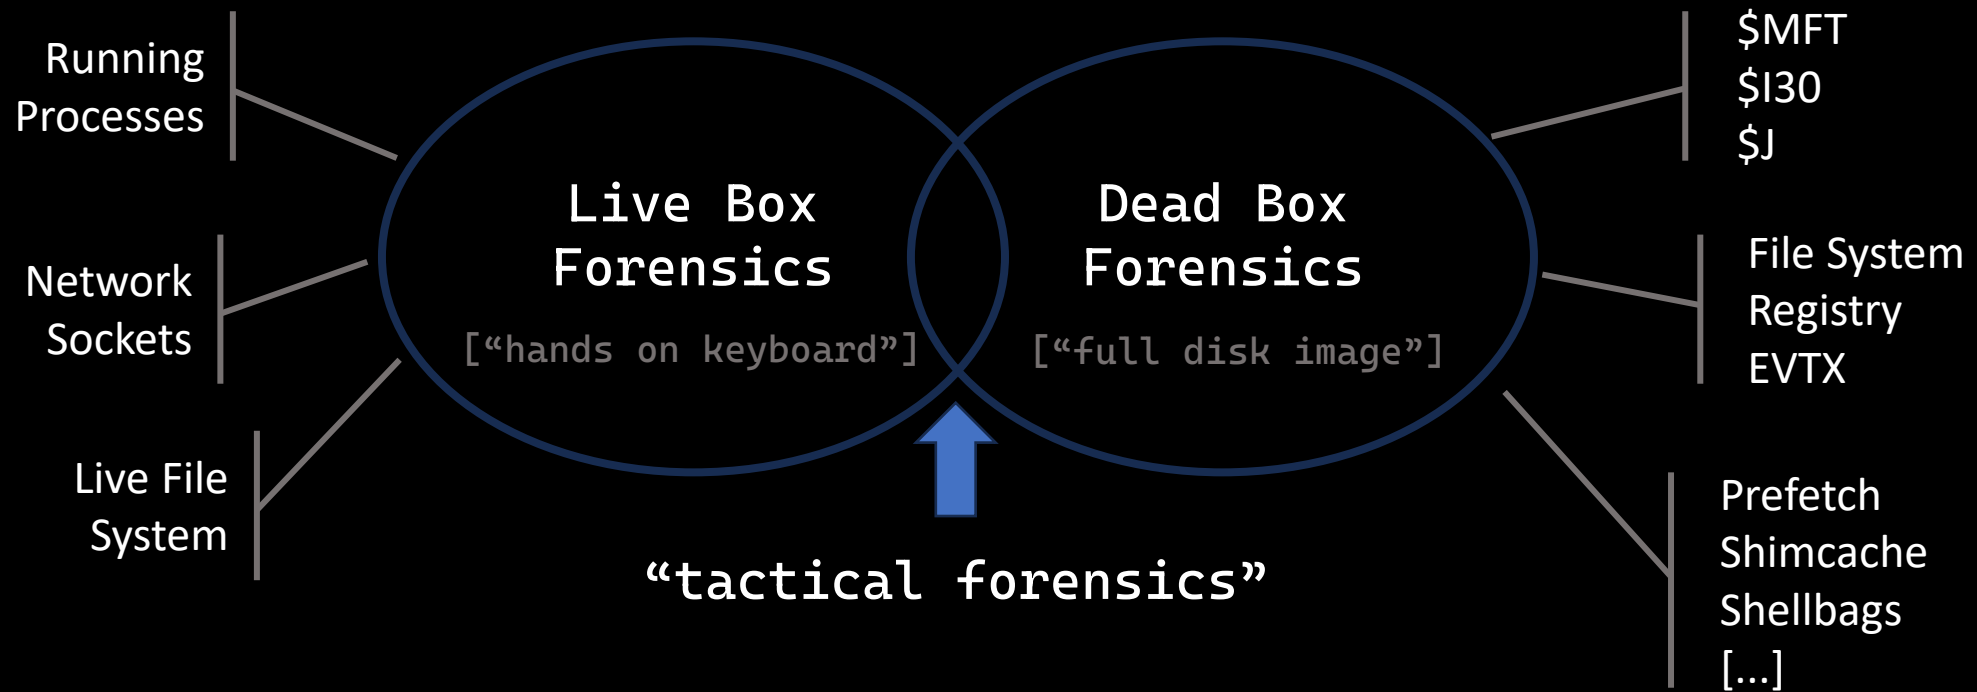 Running
Processes
Network
Sockets
Live File
System
Live Box
Forensics
[“hands on keyboard”]
Dead Box
Forensics
[“full disk image”]
“tactical forensics”
$MFT
$I30
$J
File System
Registry
EVTX
Prefetch
Shimcache
Shellbags
[…]